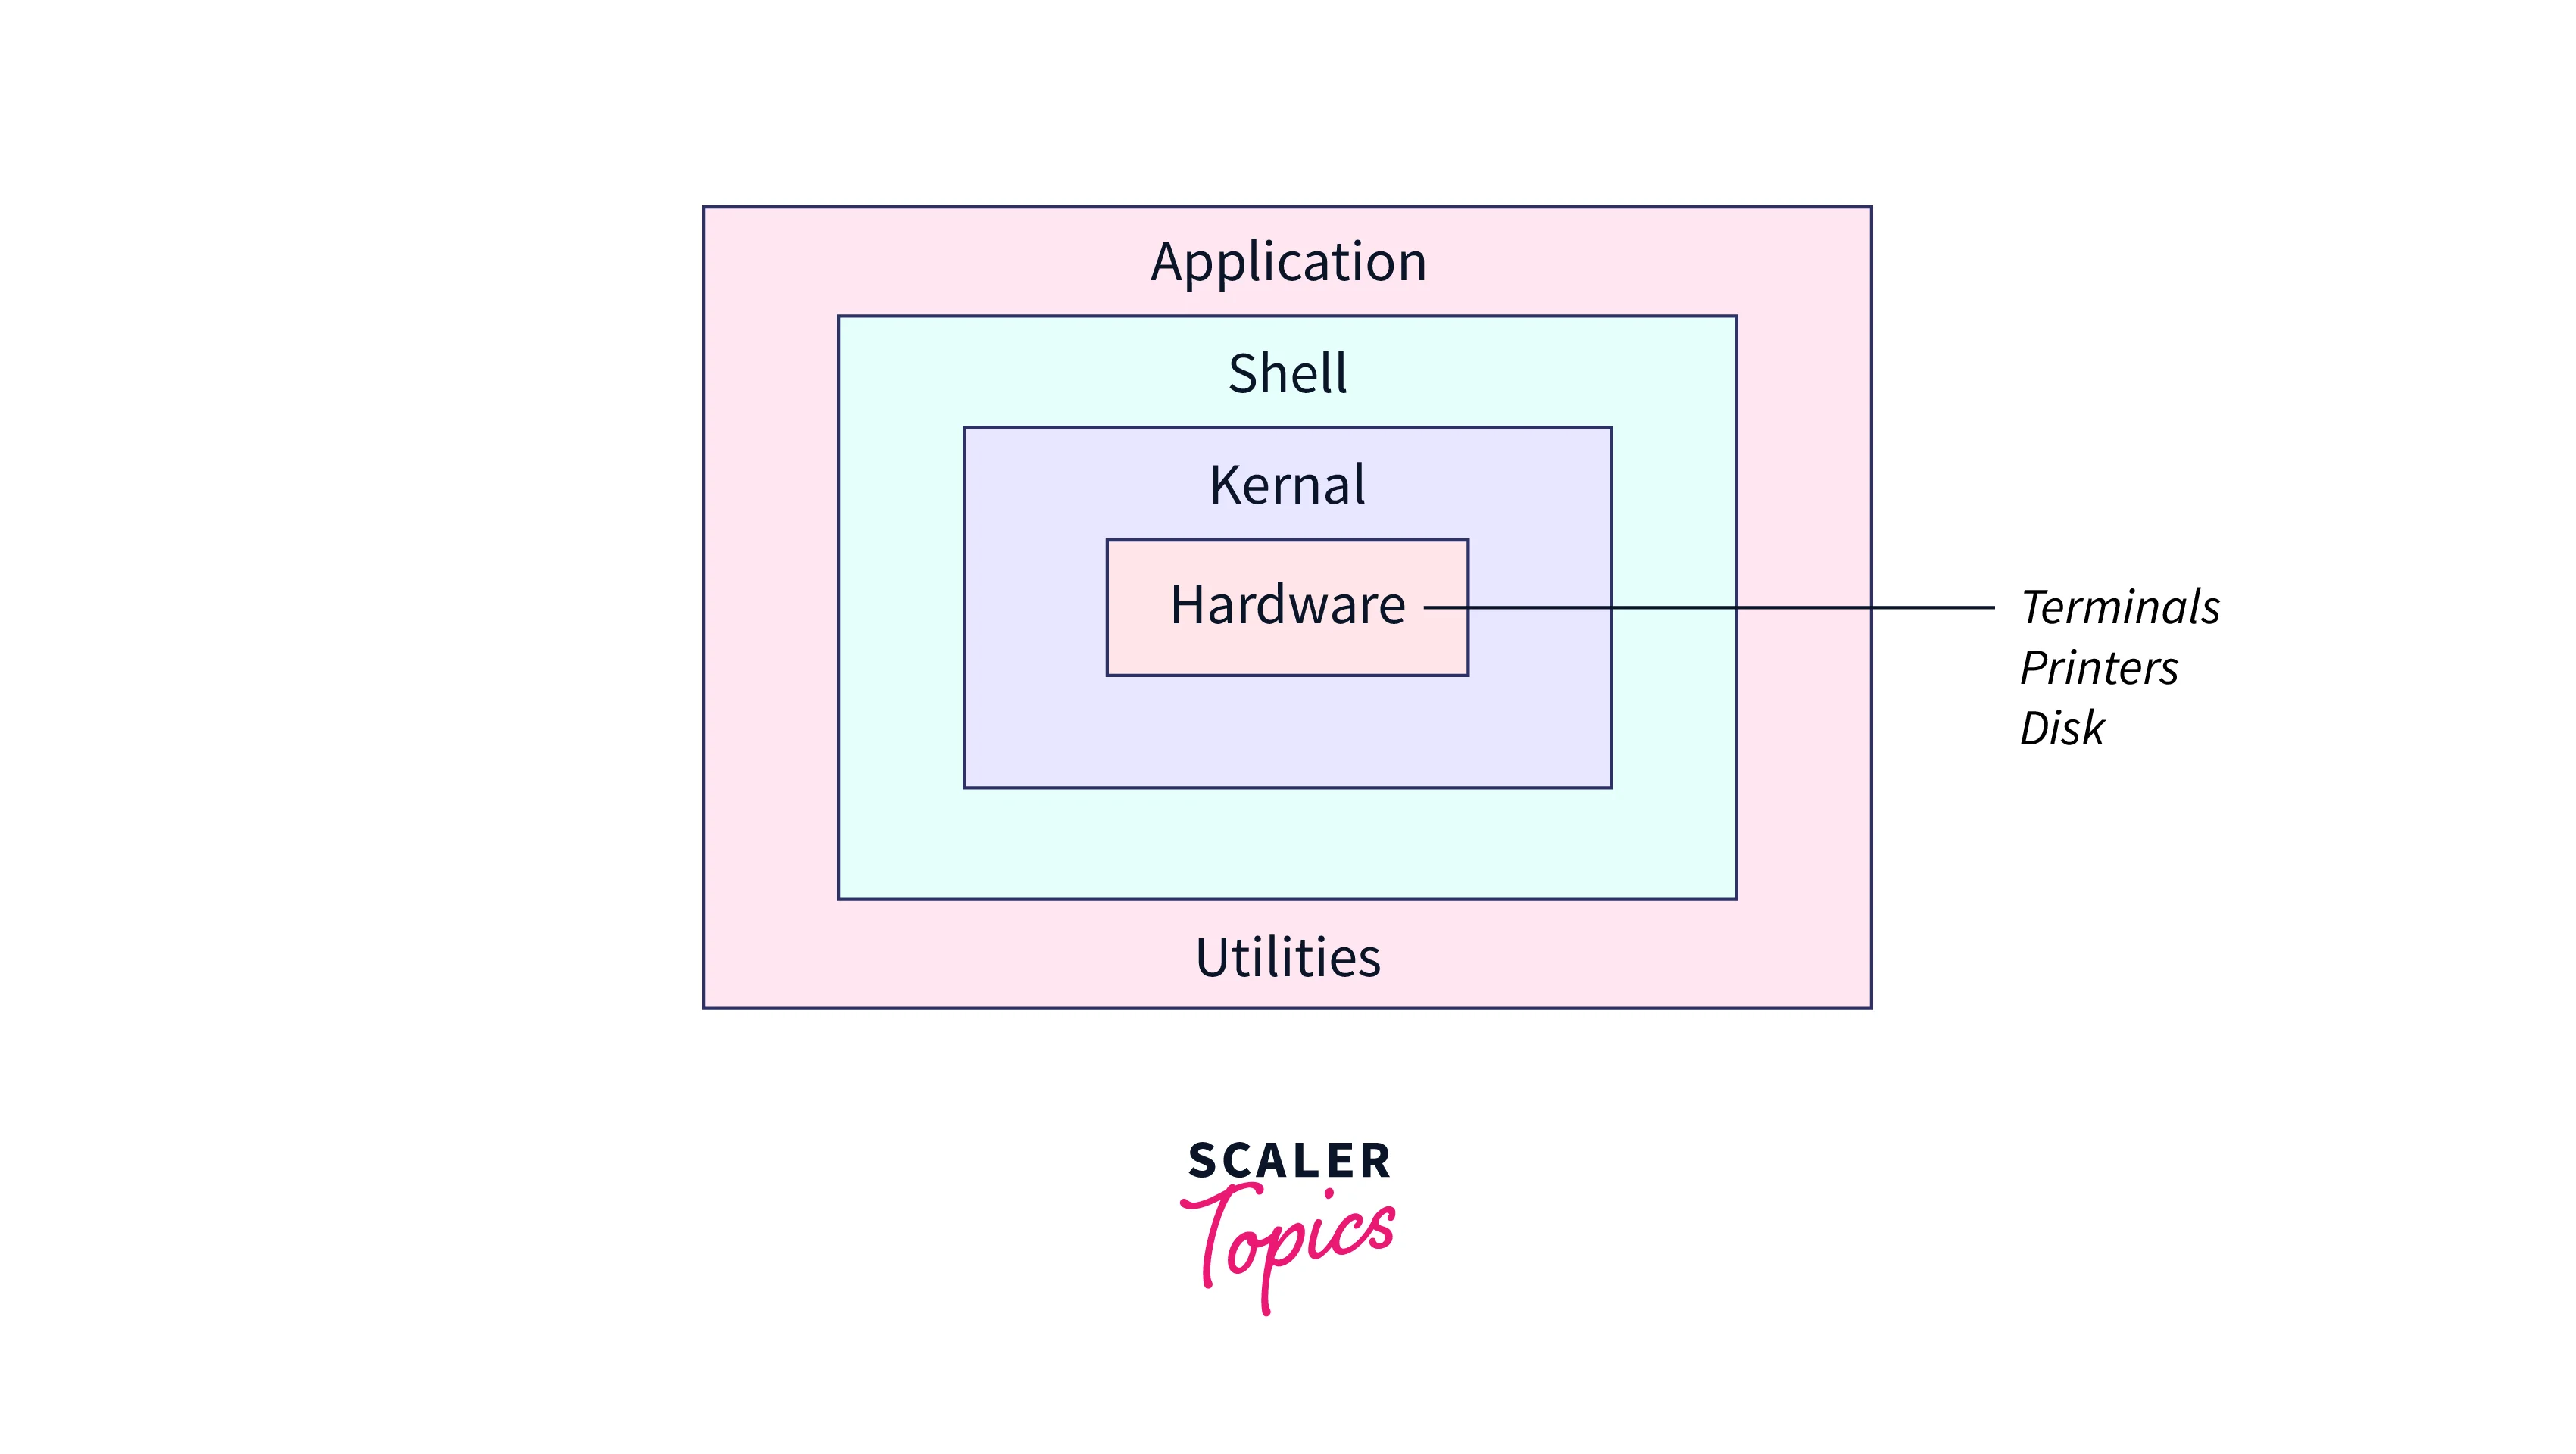 Application
Shell
Kernal
Hardware
Terminals
Printers
Disk
Utilities
SCALER
Topics